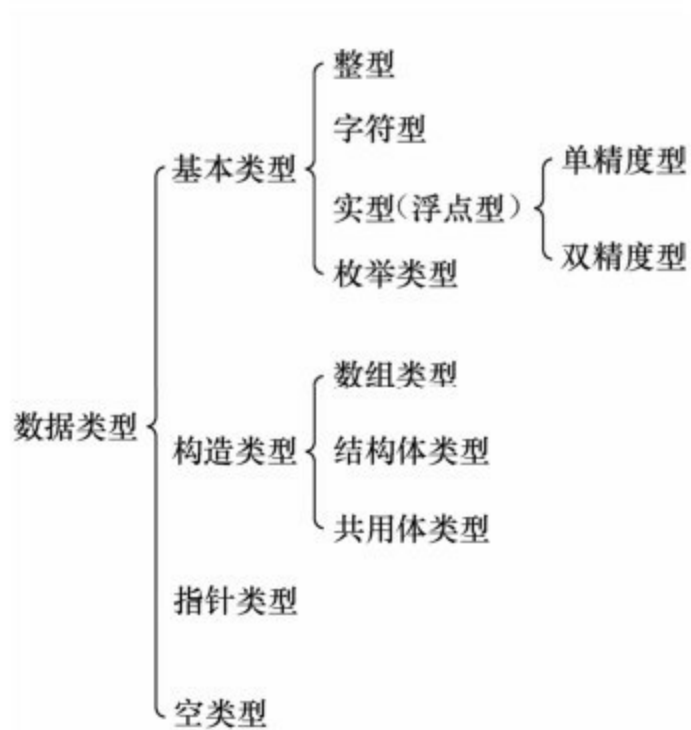 数据类型
基本类型
整型
字符型
实型(浮点型)
单精度型
双精度型
枚举类型
构造类型
数组类型
结构体类型
共用体类型
指针类型
空类型